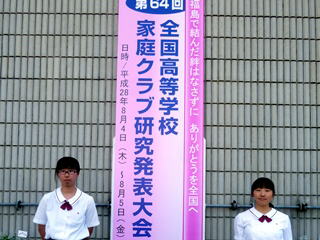 福島で結んだ絆はなさずに ありがとうを全国へ
第64回
全国高等学校
家庭クラブ研究発表大会
日時/平成28年8月4日(木)~8月5日(金)